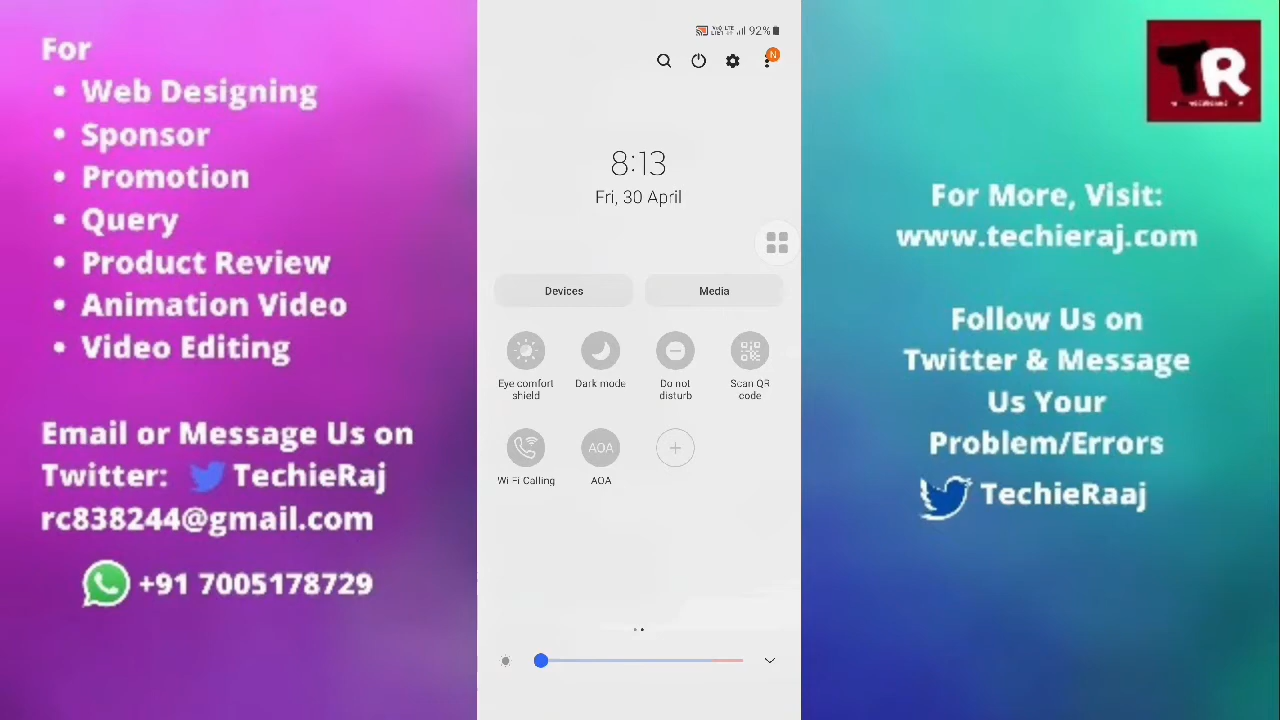 For
• Web Designing
• Sponsor
• Promotion
• Query
• Product Review
• Animation Video
• Video Editing
Email or Message Us on
Twitter: TechieRaj
rc838244@gmail.com
+91 7005178729
92%
N
8:13
Fri, 30 April
Devices
Media
Eye comfort
shield
Dark mode
Do not
disturb
Scan QR
code
Wi Fi Calling
AOA
AOA
TR
For More, Visit:
www.techieraj.com
Follow Us on
Twitter & Message
Us Your
Problem/Errors
TechieRaaj